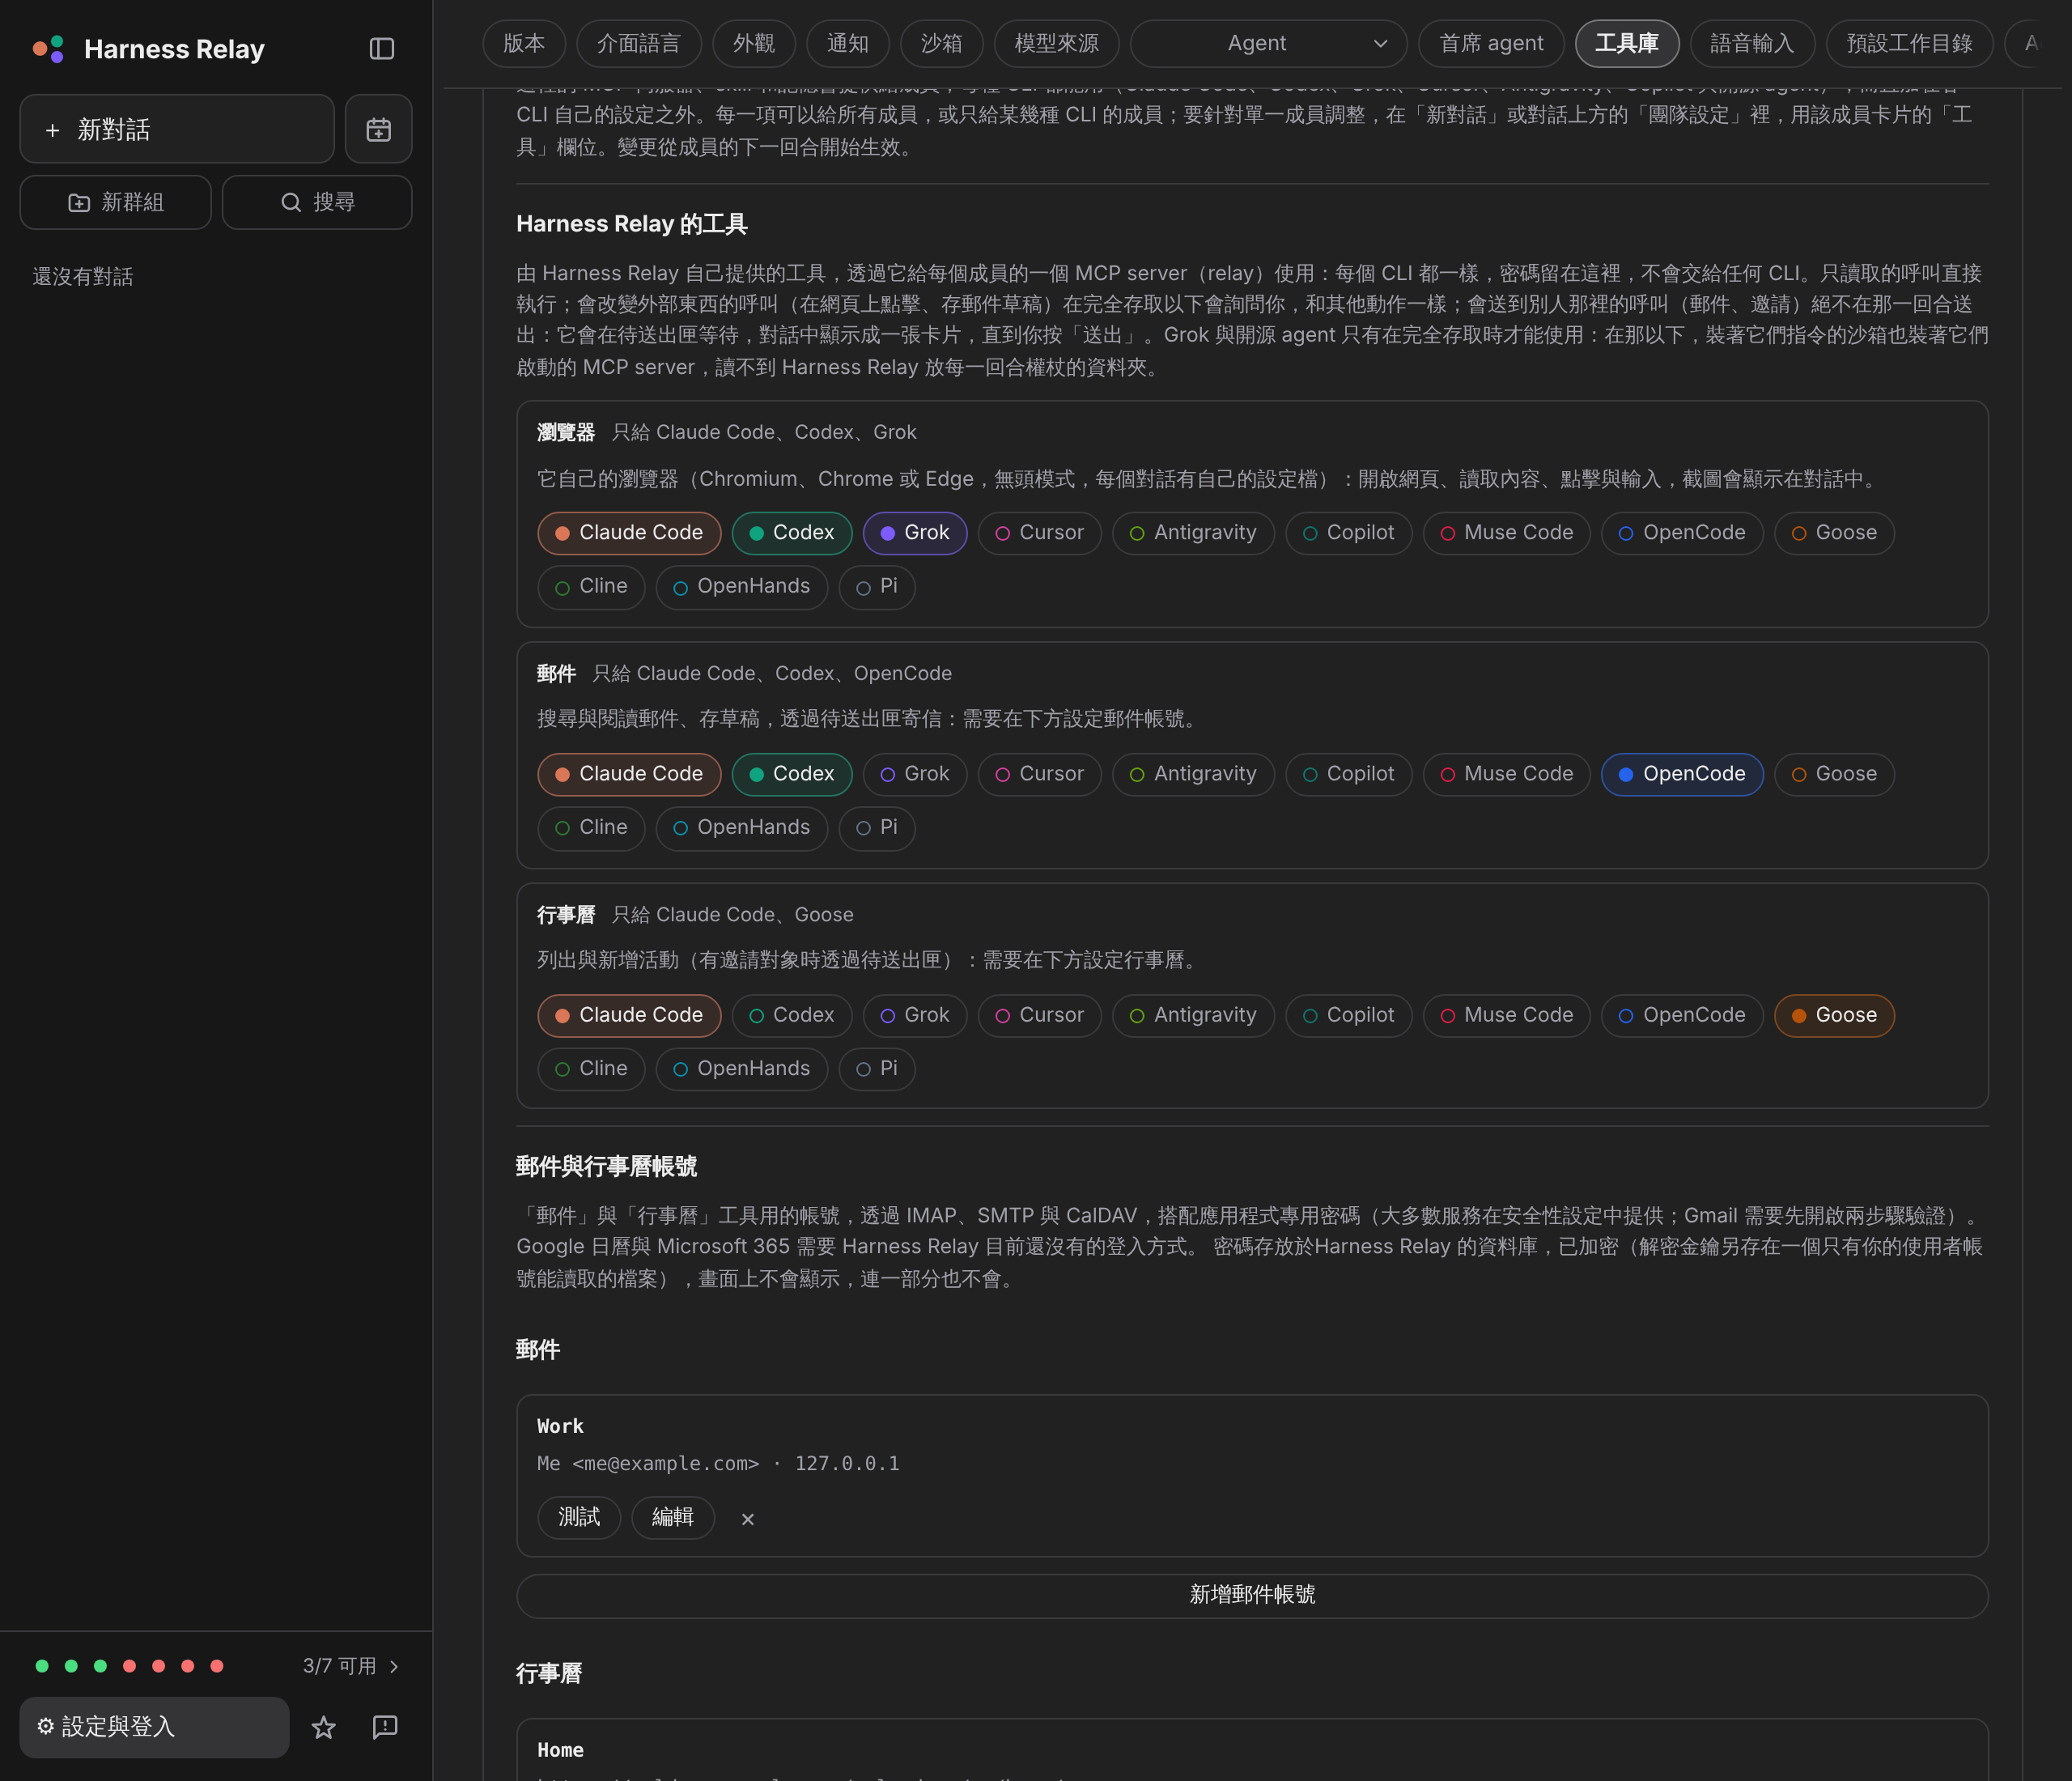 Harness Relay
新對話
新群組
搜尋
還沒有對話
3/7 可用
設定與登入
版本
介面語言
外觀
通知
沙箱
模型來源
Agent
首席 agent
工具庫
語音輸入
預設工作目錄
CLI 自己的設定之外。每一項可以給所有成員，或只給某幾種 CLI 的成員；要針對單一成員調整，在「新對話」或對話上方的「團隊設定」裡，用該成員卡片的「工
具」欄位。變更從成員的下一回合開始生效。
Harness Relay 的工具
由 Harness Relay 自己提供的工具，透過它給每個成員的一個 MCP server（relay）使用：每個 CLI 都一樣，密碼留在這裡，不會交給任何 CLI。只讀取的呼叫直接
執行；會改變外部東西的呼叫（在網頁上點擊、存郵件草稿）在完全存取以下會詢問你，和其他動作一樣；會送到別人那裡的呼叫（郵件、邀請）絕不在那一回合送
出：它會在待送出匣等待，對話中顯示成一張卡片，直到你按「送出」。Grok 與開源 agent 只有在完全存取時才能使用：在那以下，裝著它們指令的沙箱也裝著它們
啟動的 MCP server，讀不到 Harness Relay 放每一回合權杖的資料夾。
瀏覽器 只給 Claude Code、Codex、Grok
它自己的瀏覽器（Chromium、Chrome 或 Edge，無頭模式，每個對話有自己的設定檔）：開啟網頁、讀取內容、點擊與輸入，截圖會顯示在對話中。
Claude Code Codex Grok Cursor Antigravity Copilot Muse Code OpenCode Goose
Cline OpenHands Pi
郵件 只給 Claude Code、Codex、OpenCode
搜尋與閱讀郵件、存草稿，透過待送出匣寄信：需要在下方設定郵件帳號。
Claude Code Codex Grok Cursor Antigravity Copilot Muse Code OpenCode Goose
Cline OpenHands Pi
行事曆 只給 Claude Code、Goose
列出與新增活動（有邀請對象時透過待送出匣）：需要在下方設定行事曆。
Claude Code Codex Grok Cursor Antigravity Copilot Muse Code OpenCode Goose
Cline OpenHands Pi
郵件與行事曆帳號
「郵件」與「行事曆」工具用的帳號，透過 IMAP、SMTP 與 CalDAV，搭配應用程式專用密碼（大多數服務在安全性設定中提供；Gmail 需要先開啟兩步驟驗證）。
Google 日曆與 Microsoft 365 需要 Harness Relay 目前還沒有的登入方式。 密碼存放於Harness Relay 的資料庫，已加密（解密金鑰另存在一個只有你的使用者帳
號能讀取的檔案），畫面上不會顯示，連一部分也不會。
郵件
Work
Me <me@example.com> · 127.0.0.1
測試
編輯
新增郵件帳號
行事曆
Home